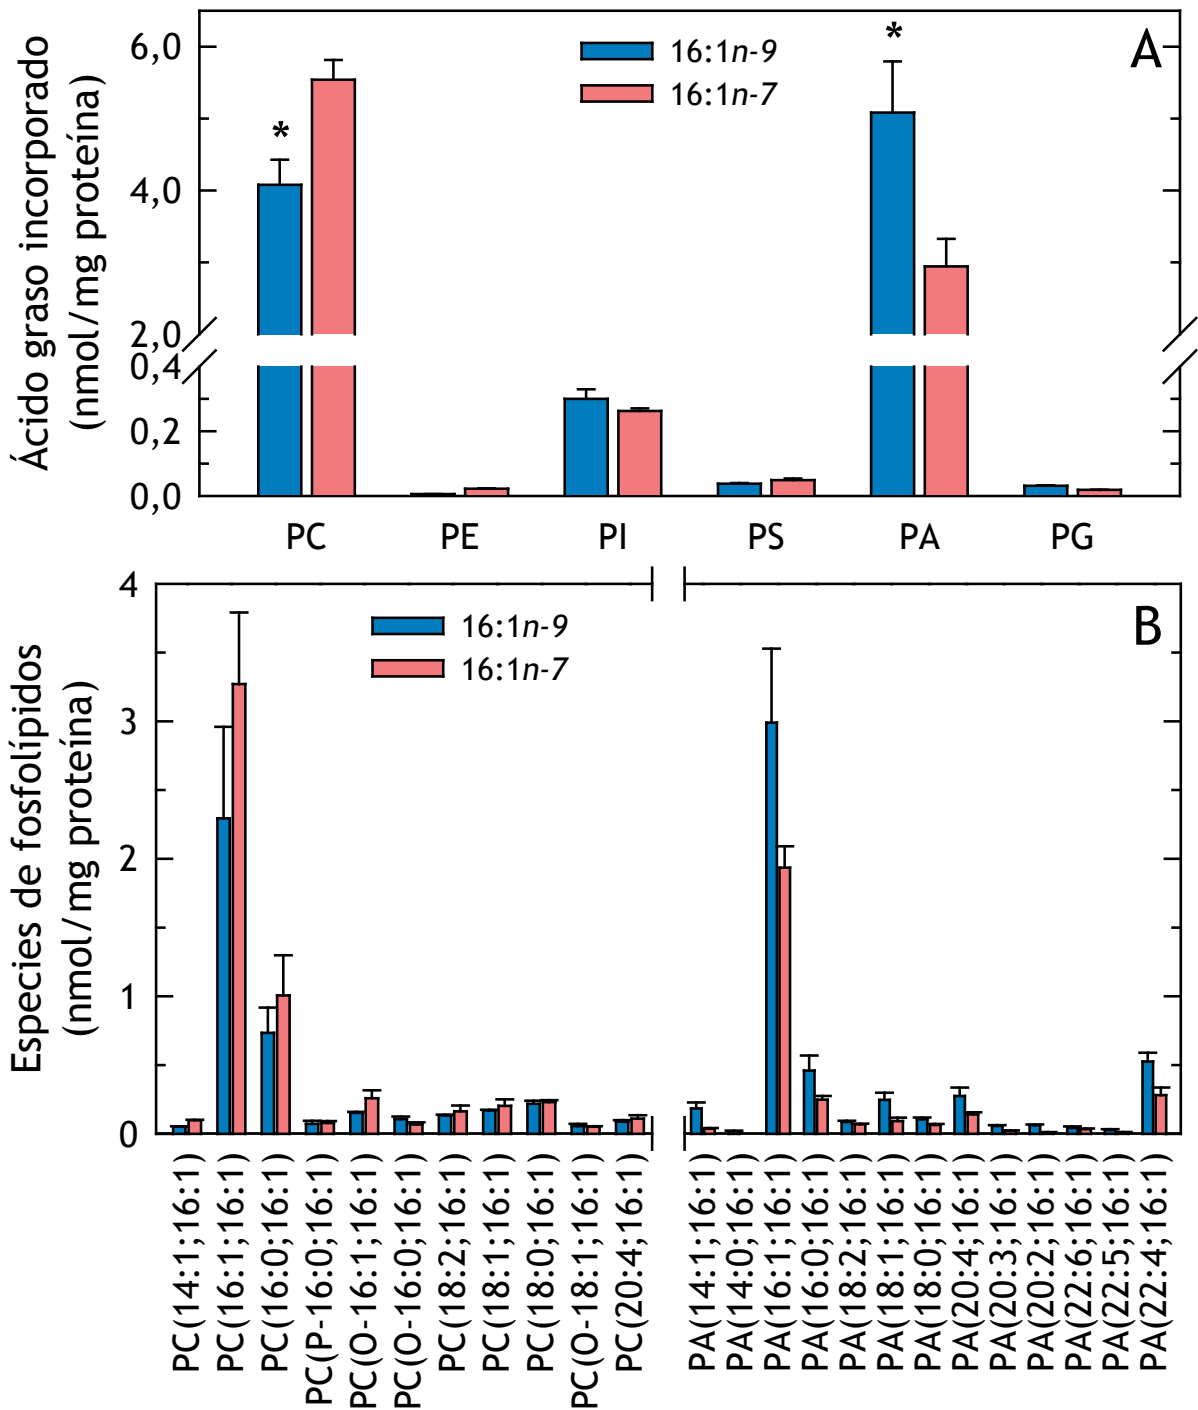 Ácido graso incorporado
(nmol/mg proteína)
6,0
4,0
2,0
0,4
0,2
0,0
16:1n-9
16:1n-7
A
*
*
PC PE PI PS PA PG
Especies de fosfolípidos
(nmol/mg proteína)
4
3
2
1
0
16:1n-9
16:1n-7
B
PC(14:1;16:1)
PC(16:1;16:1)
PC(16:0;16:1)
PC(P-16:0;16:1)
PC(O-16:1;16:1)
PC(O-16:0;16:1)
PC(18:2;16:1)
PC(18:1;16:1)
PC(18:0;16:1)
PC(O-18:1;16:1)
PC(20:4;16:1)
PA(14:1;16:1)
PA(14:0;16:1)
PA(16:1;16:1)
PA(16:0;16:1)
PA(18:2;16:1)
PA(18:1;16:1)
PA(18:0;16:1)
PA(20:4;16:1)
PA(20:3;16:1)
PA(20:2;16:1)
PA(22:6;16:1)
PA(22:5;16:1)
PA(22:4;16:1)